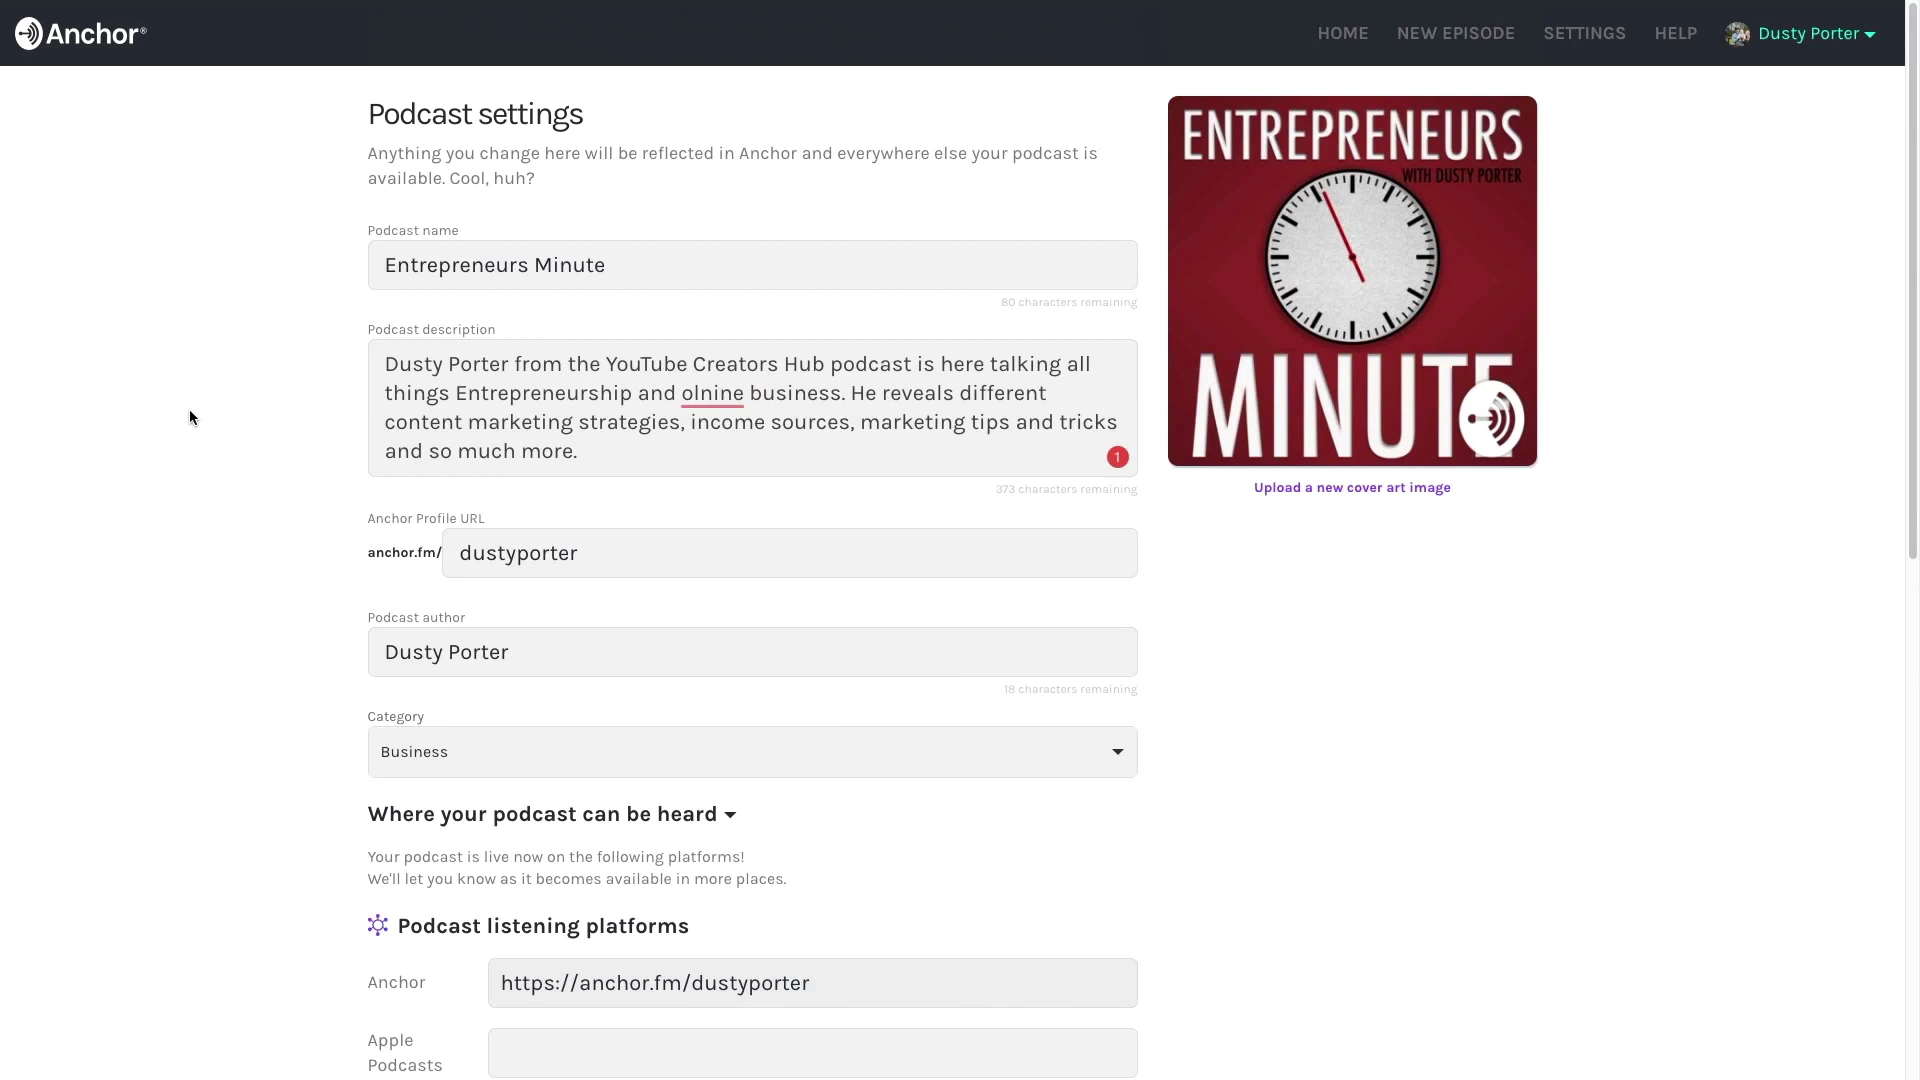 Anchor®
HOME NEW EPISODE SETTINGS HELP Dusty Porter
Podcast settings
Anything you change here will be reflected in Anchor and everywhere else your podcast is
available. Cool, huh?
Podcast name
Entrepreneurs Minute
80 characters remaining
Podcast description
Dusty Porter from the YouTube Creators Hub podcast is here talking all
things Entrepreneurship and olnine business. He reveals different
content marketing strategies, income sources, marketing tips and tricks
and so much more.
1
373 characters remaining
Anchor Profile URL
anchor.fm/ dustyporter
Podcast author
Dusty Porter
18 characters remaining
Category
Business
Where your podcast can be heard
Your podcast is live now on the following platforms!
We'll let you know as it becomes available in more places.
Podcast listening platforms
Anchor https://anchor.fm/dustyporter
Apple
Podcasts
ENTREPRENEURS
WITH DUSTY PORTER
MINUTE
Upload a new cover art image